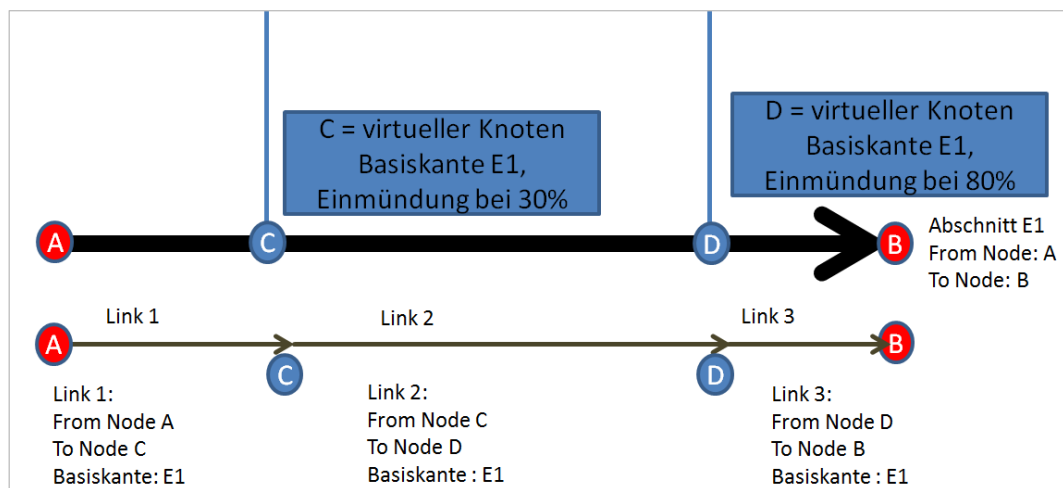 C = virtueller Knoten
Basiskante E1,
Einmündung bei 30%
D = virtueller Knoten
Basiskante E1,
Einmündung bei 80%
A
C
D
B
Abschnitt E1
From Node: A
To Node: B
Link 1
Link 2
Link 3
A
C
D
B
Link 1:
From Node A
To Node C
Basiskante: E1
Link 2:
From Node C
To Node D
Basiskante : E1
Link 3:
From Node D
To Node B
Basiskante : E1